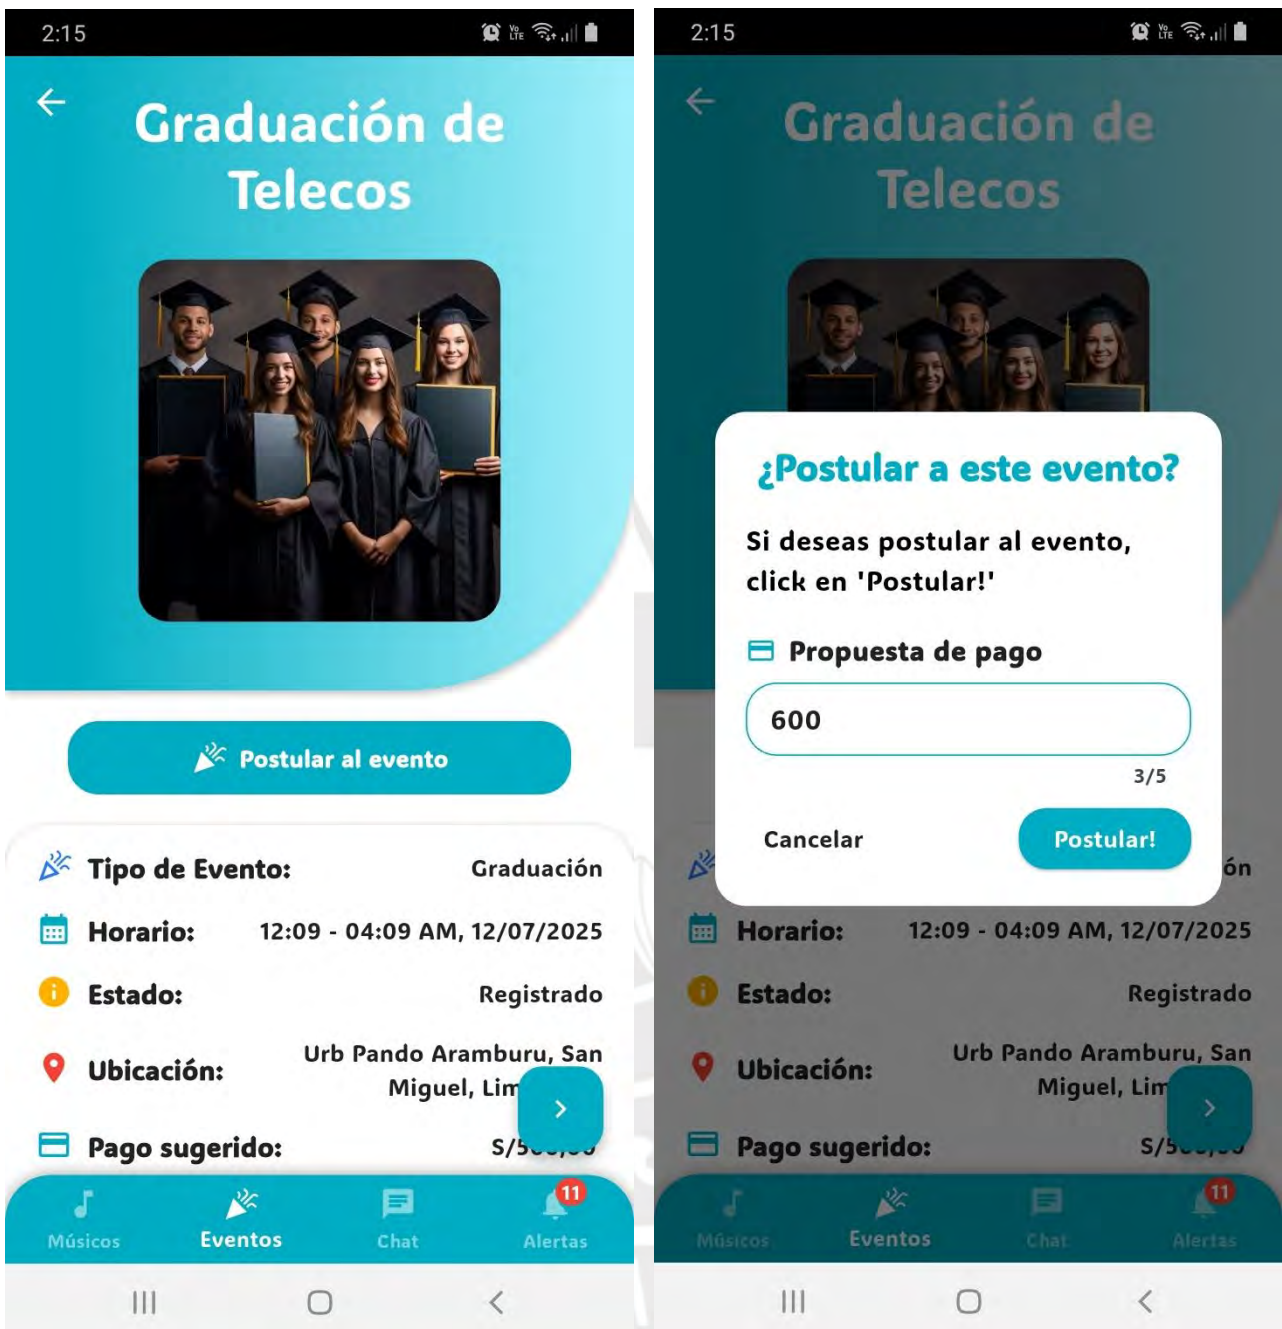 2:15
Vo
LTE
Graduación de
Telecos
Postular al evento
Tipo de Evento:
Graduación
Horario:
12:09 - 04:09 AM, 12/07/2025
Estado:
Registrado
Ubicación:
Urb Pando Aramburu, San
Miguel,
Pago sugerido:
11
Músicos
Eventos
Chat
Alertas
2:15
Vo
LTE
Graduación de
Telecos
¿Postular a este evento?
Si deseas postular al evento,
click en 'Postular!'
Propuesta de pago
600
3/5
Cancelar
Postular!
Horario:
12:09 - 04:09 AM, 12/07/2025
Estado:
Registrado
Ubicación:
Urb Pando Aramburu, San
Miguel,
Pago sugerido:
11
Músicos
Eventos
Chat
Alertas